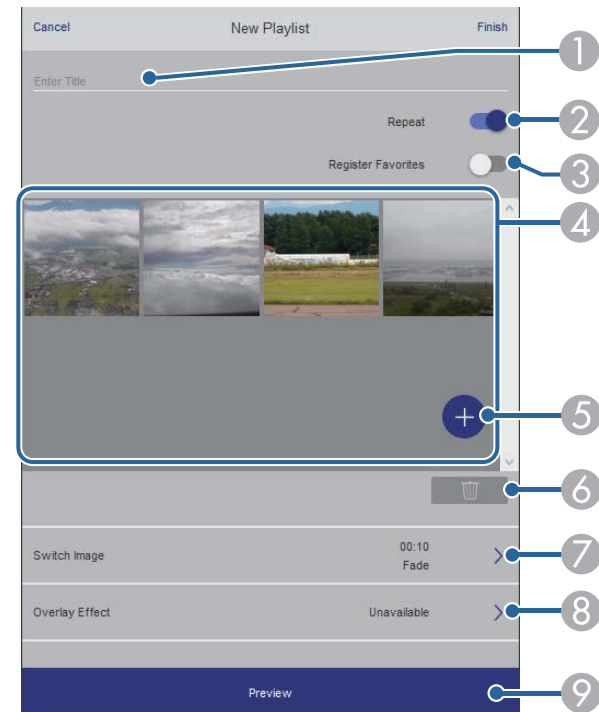 Cancel New Playlist Finish
1
Enter Title
Repeat
2
Register Favorites
3
4
+
5
6
Switch Image 00:10
Fade
7
Overlay Effect Unavailable
8
Preview
9